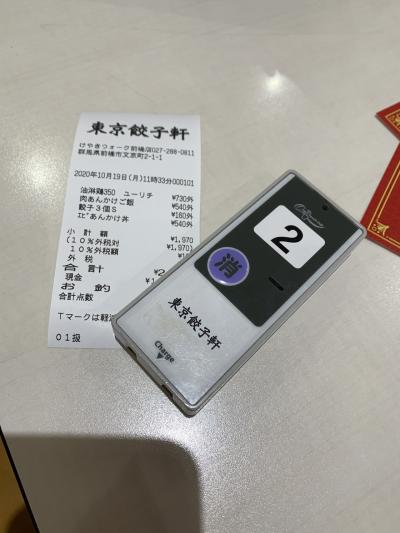 東京餃子軒
けやきウォーク前橋店027-288-0811
群馬県前橋市文京町2-1-1
2020年10月19日(月)11時33分000101
油淋鶏350 ユーリチ ¥730外
肉あんかけご飯 ¥540外
餃子3個S ¥160外
ｴﾋﾞあんかけ丼 ¥540外
小 計 額 ¥1,970
(10%外税対 ¥1,970)
10%外税額
外 税
合 計
現金
お 釣
合計点数
Tマークは軽
01扱
2
消
東京餃子軒
Charge